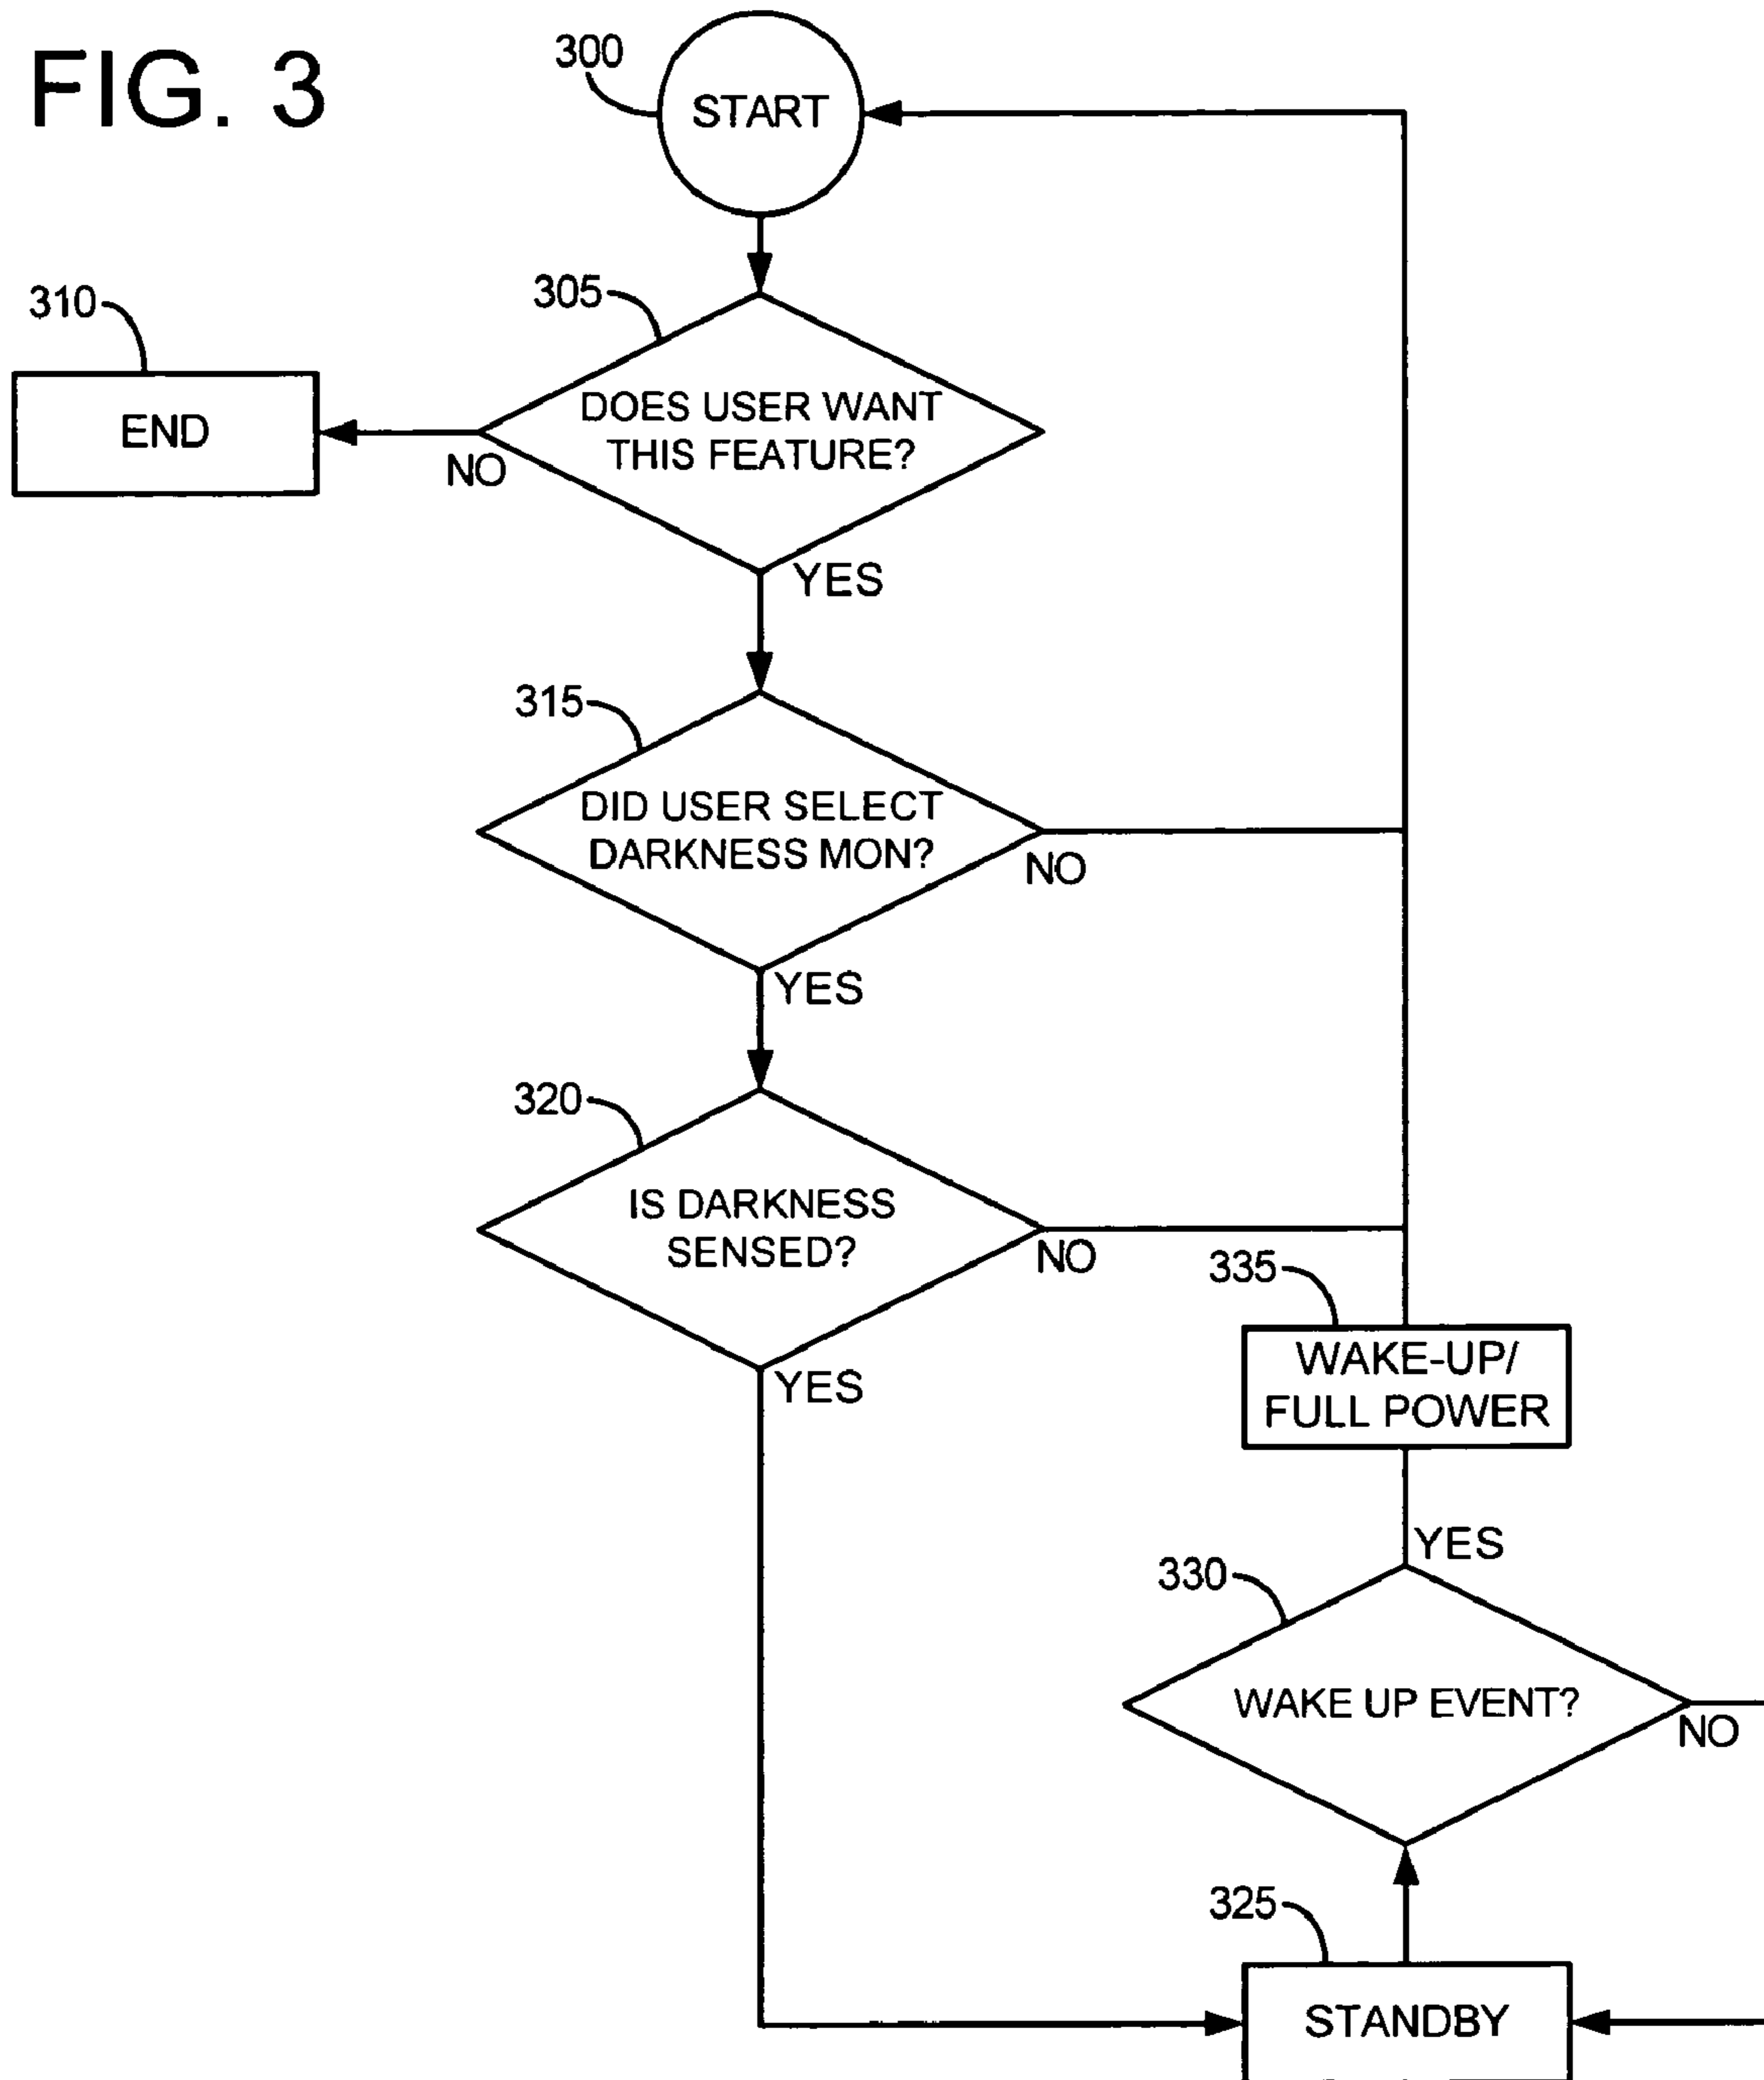 FIG. 3
300
START
305
310
END
DOES USER WANT
THIS FEATURE?
NO
YES
315
DID USER SELECT
DARKNESS MON?
NO
YES
320
IS DARKNESS
SENSED?
NO
YES
335
WAKE-UP/
FULL POWER
YES
330
WAKE UP EVENT?
NO
325
STANDBY